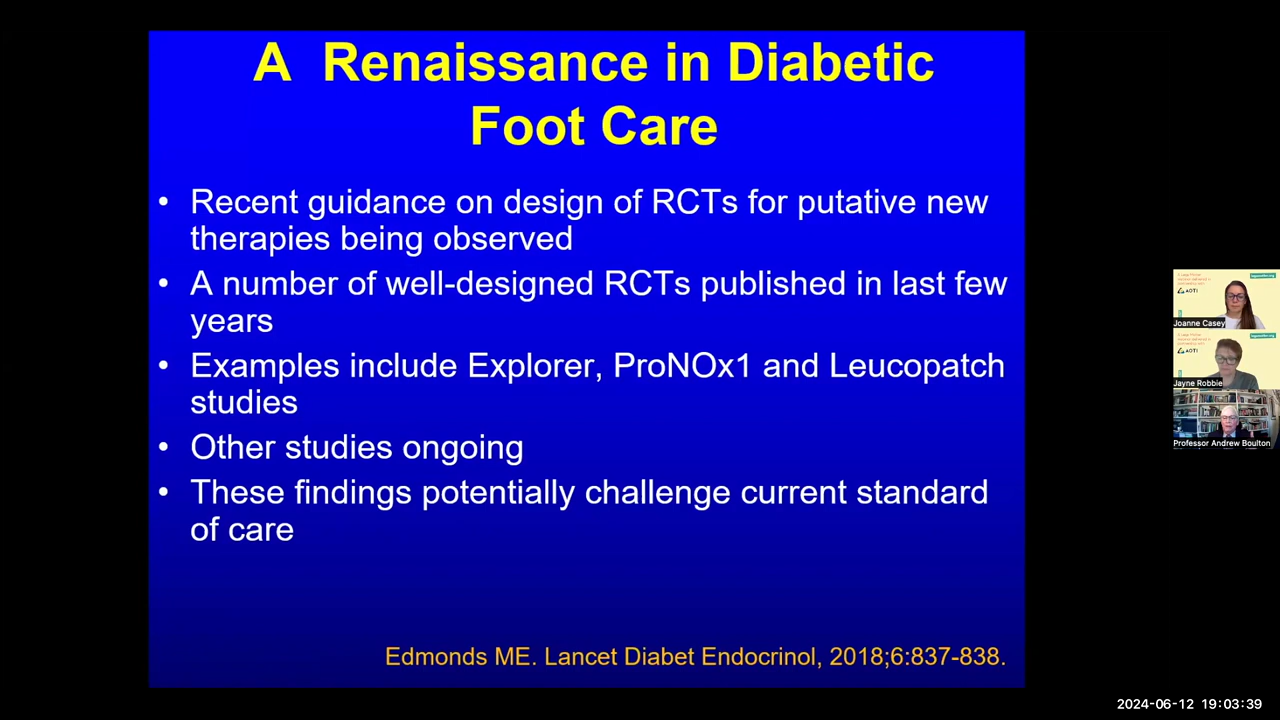 A Renaissance in Diabetic
Foot Care
• Recent guidance on design of RCTs for putative new
therapies being observed
• A number of well-designed RCTs published in last few
years
• Examples include Explorer, ProNOx1 and Leucopatch
studies
• Other studies ongoing
• These findings potentially challenge current standard
of care
Edmonds ME. Lancet Diabet Endocrinol, 2018;6:837-838.
AOTI
Joanne Casey
AOTI
Jayne Robbie
Professor Andrew Boulton
2024-06-12 19:03:39